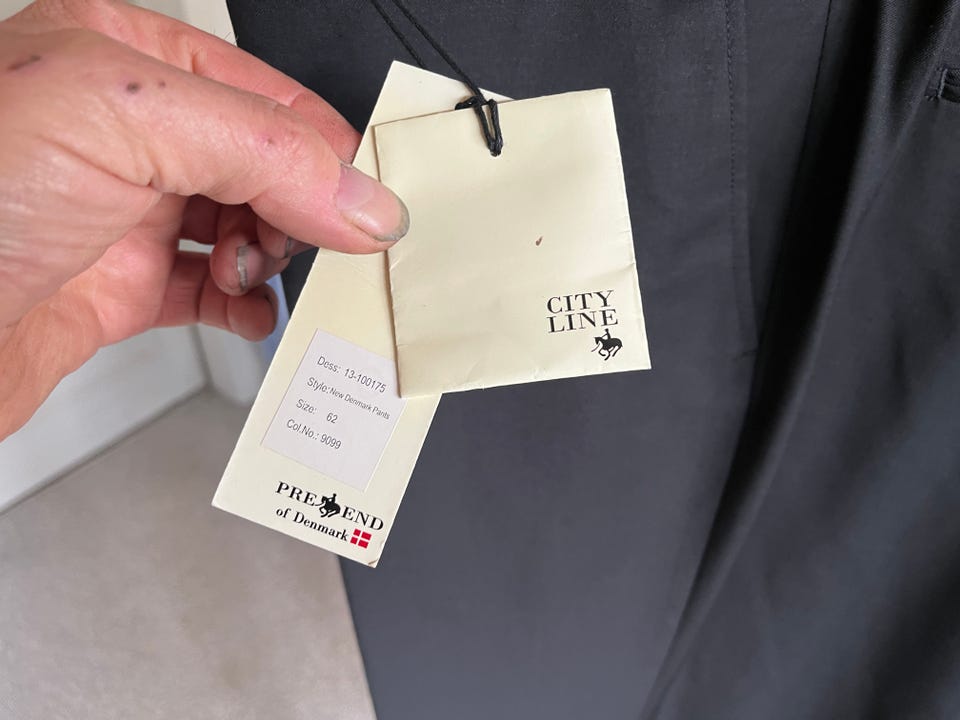 CITY
LINE
Dess: 13-100175
Style: New Denmark Pants
Size: 62
Col.No.: 9099
PRE END
of Denmark